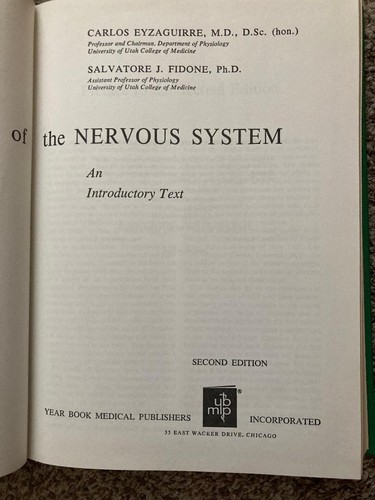 CARLOS EYZAGUIRRE, M.D., D.Sc. (hon.)
Professor and Chairman, Department of Physiology
University of Utah College of Medicine
SALVATORE J. FIDONE, Ph.D.
Assistant Professor of Physiology
University of Utah College of Medicine
of the NERVOUS SYSTEM
An
Introductory Text
SECOND EDITION
ub
mlp
®
YEAR BOOK MEDICAL PUBLISHERS INCORPORATED
35 EAST WACKER DRIVE, CHICAGO